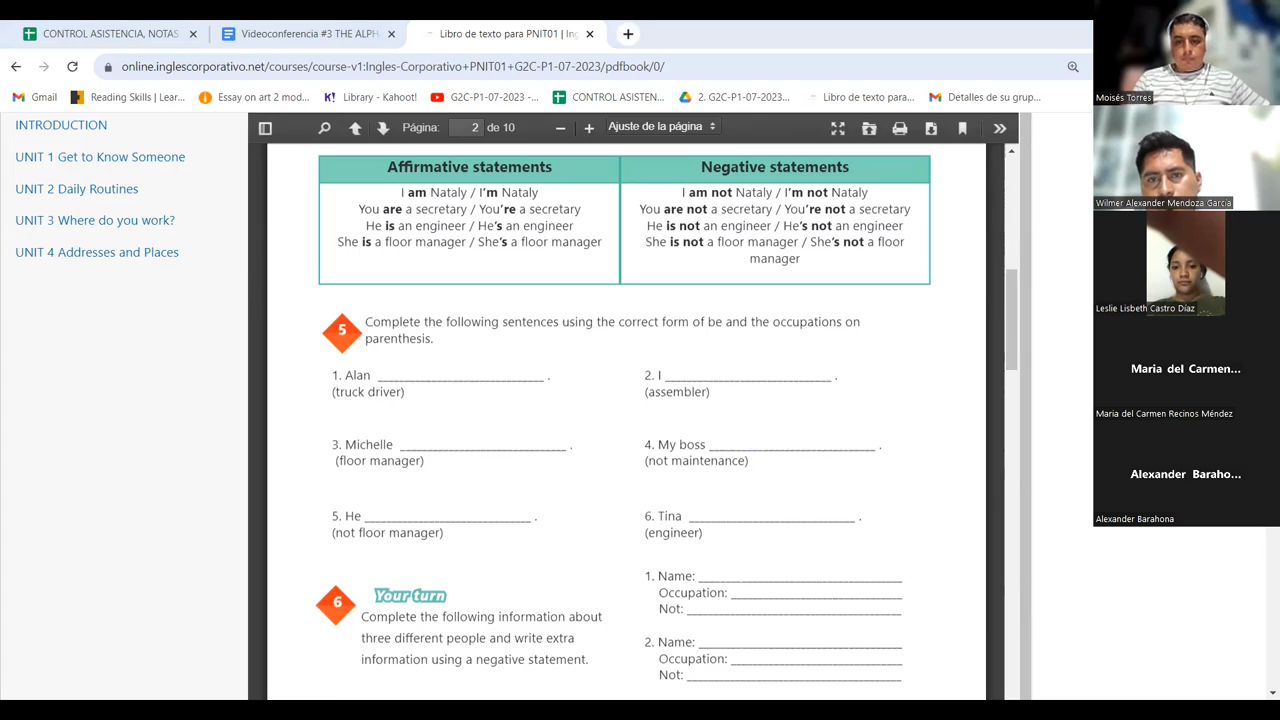 CONTROL ASISTENCIA, NOTAS
Videoconferencia #3 THE ALPH
Libro de texto para PNIT01 | Ing
online.inglescorporativo.net/courses/course-v1:Ingles-Corporativo+PNIT01+G2C-P1-07-2023/pdfbook/0/
Gmail
Reading Skills | Lear...
Essay on art 2 mod...
Library - Kahoot!
...
CONTROL ASISTEN...
2. G2C-P1-07-2023...
Libro de texto para...
Detalles de su grup...
INTRODUCTION
UNIT 1 Get to Know Someone
UNIT 2 Daily Routines
UNIT 3 Where do you work?
UNIT 4 Addresses and Places
Página: 2 de 10
Ajuste de la página
Affirmative statements
I am Nataly / I'm Nataly
You are a secretary / You're a secretary
He is an engineer / He's an engineer
She is a floor manager / She's a floor manager
Negative statements
I am not Nataly / I'm not Nataly
You are not a secretary / You're not a secretary
He is not an engineer / He's not an engineer
She is not a floor manager / She's not a floor
manager
5
Complete the following sentences using the correct form of be and the occupations on
parenthesis.
1. Alan ______________________ .
(truck driver)
2. I ______________________ .
(assembler)
3. Michelle ______________________ .
(floor manager)
4. My boss ______________________ .
(not maintenance)
5. He ______________________ .
(not floor manager)
6. Tina ______________________ .
(engineer)
6
Your turn
Complete the following information about
three different people and write extra
information using a negative statement.
1. Name: ______________________
Occupation: ______________________
Not: ______________________
2. Name: ______________________
Occupation: ______________________
Not: ______________________
Moisés Torres
Wilmer Alexander Mendoza Garcia
Leslie Lisbeth Castro Díaz
Maria del Carmen...
Maria del Carmen Recinos Méndez
Alexander Baraho...
Alexander Barahona